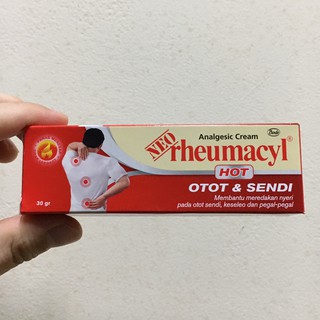 Analgesic Cream
NEO rheumacyl®
HOT
OTOT & SENDI
Membantu meredakan nyeri
pada otot sendi, keseleo dan pegal-pegal
30 gr